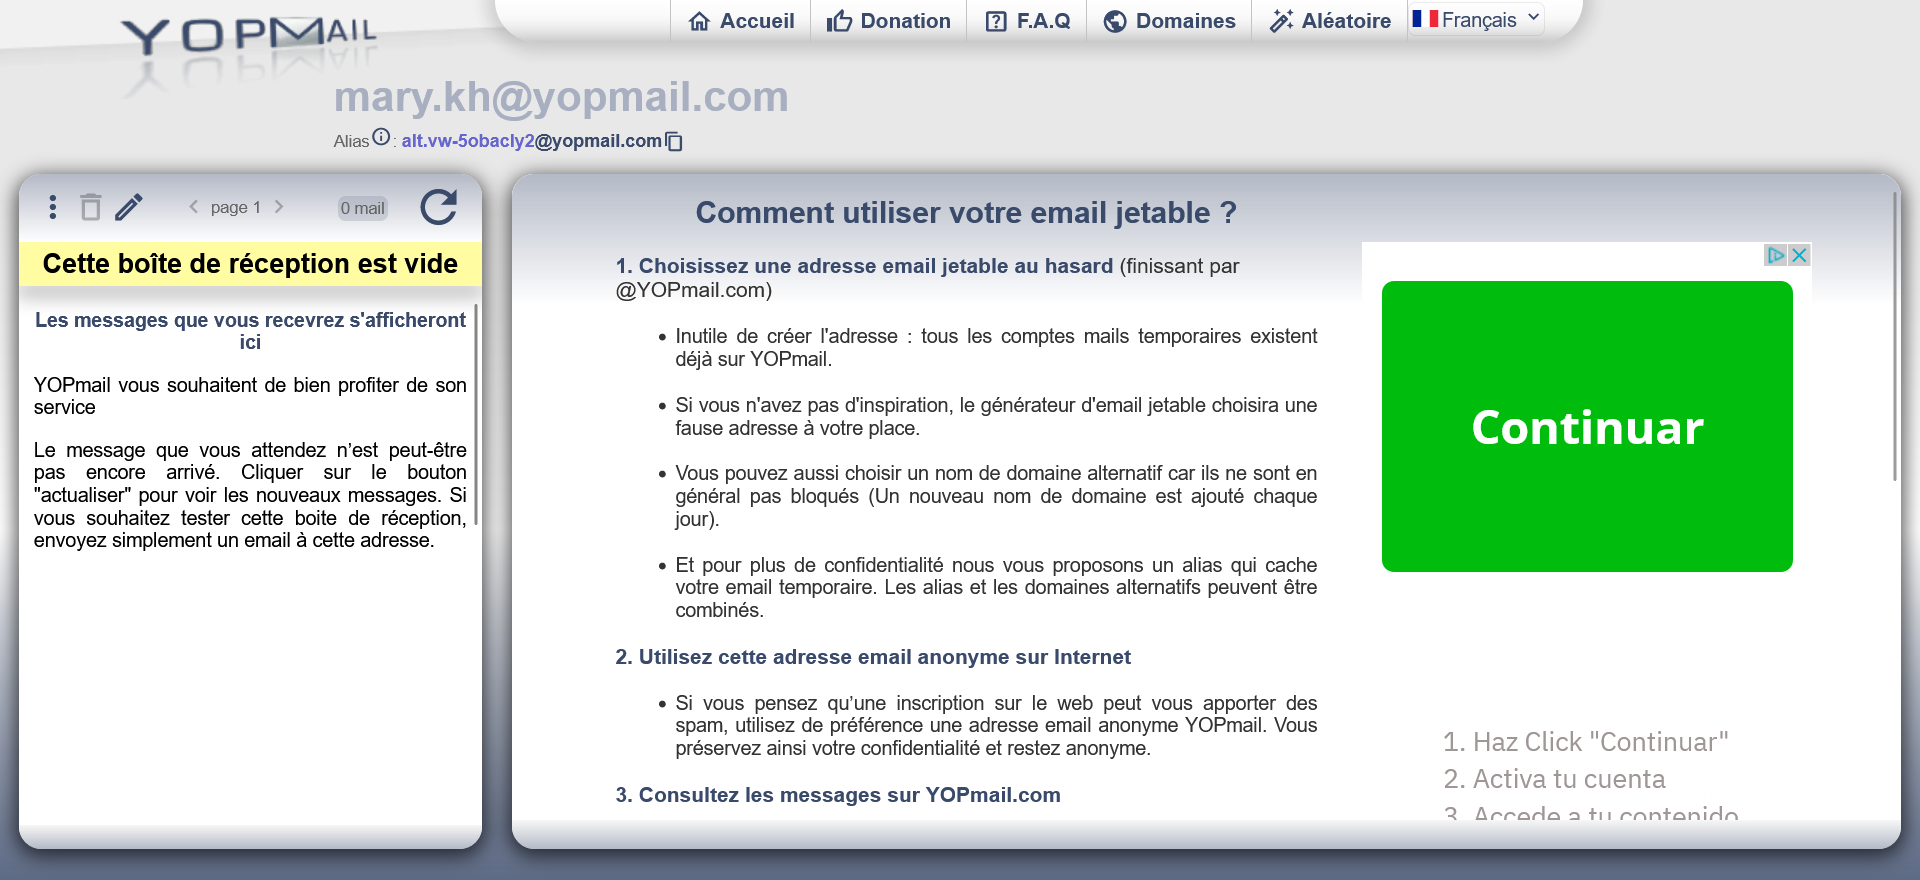 YOPMAIL
Accueil
Donation
F.A.Q
Domaines
Aléatoire
Français
mary.kh@yopmail.com
Alias : alt.vw-5obacly2@yopmail.com
page 1
0 mail
Cette boîte de réception est vide
Les messages que vous recevrez s'afficheront
ici
YOPmail vous souhaitent de bien profiter de son
service
Le message que vous attendez n’est peut-être
pas encore arrivé. Cliquer sur le bouton
"actualiser" pour voir les nouveaux messages. Si
vous souhaitez tester cette boite de réception,
envoyez simplement un email à cette adresse.
Comment utiliser votre email jetable ?
1. Choisissez une adresse email jetable au hasard (finissant par
@YOPmail.com)
• Inutile de créer l'adresse : tous les comptes mails temporaires existent
déjà sur YOPmail.
• Si vous n'avez pas d'inspiration, le générateur d'email jetable choisira une
fause adresse à votre place.
• Vous pouvez aussi choisir un nom de domaine alternatif car ils ne sont en
général pas bloqués (Un nouveau nom de domaine est ajouté chaque
jour).
• Et pour plus de confidentialité nous vous proposons un alias qui cache
votre email temporaire. Les alias et les domaines alternatifs peuvent être
combinés.
2. Utilisez cette adresse email anonyme sur Internet
• Si vous pensez qu’une inscription sur le web peut vous apporter des
spam, utilisez de préférence une adresse email anonyme YOPmail. Vous
préservez ainsi votre confidentialité et restez anonyme.
3. Consultez les messages sur YOPmail.com
Continuar
1. Haz Click "Continuar"
2. Activa tu cuenta
3. Accede a tu contenido